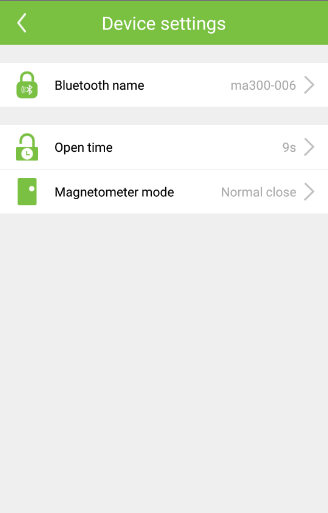 Device settings
Bluetooth name ma300-006
Open time 9s
Magnetometer mode Normal close